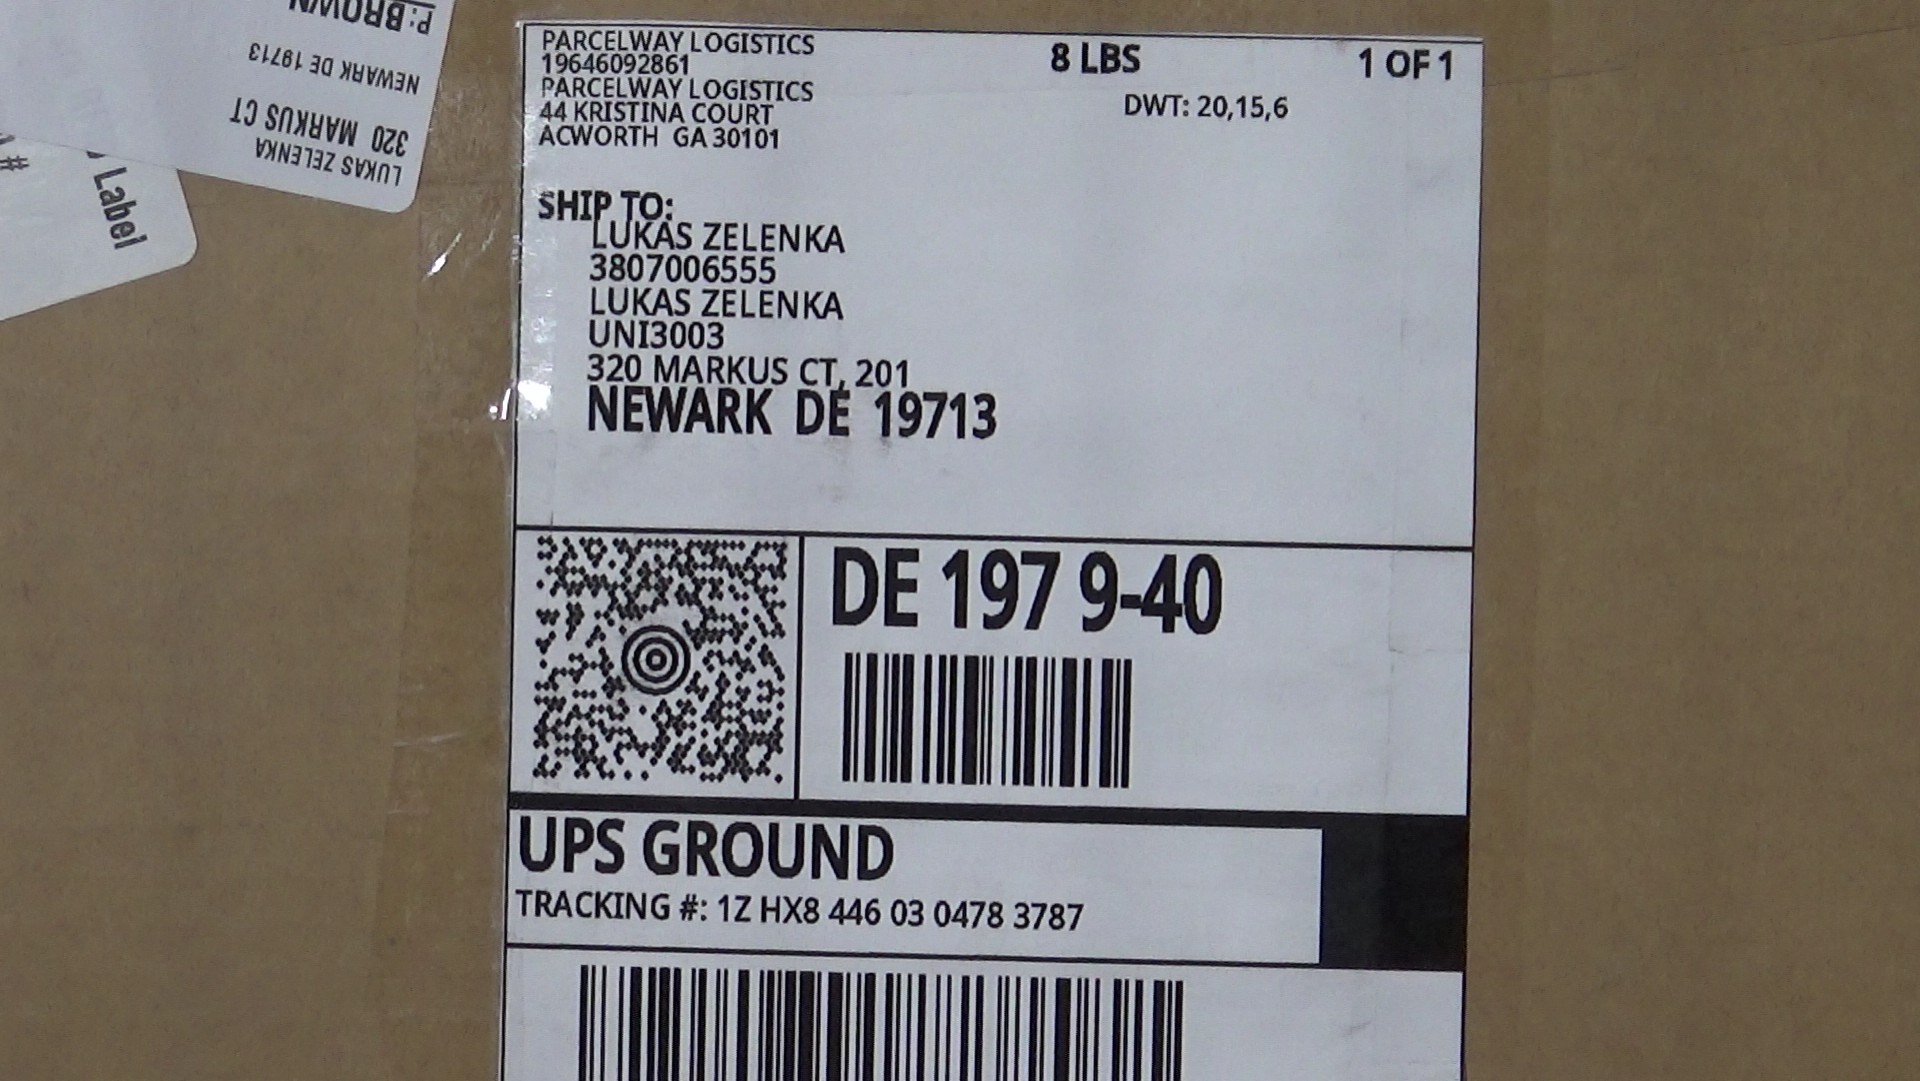 PARCELWAY LOGISTICS
19646092861
PARCELWAY LOGISTICS
44 KRISTINA COURT
ACWORTH GA 30101
8 LBS
1 OF 1
DWT: 20,15,6
SHIP TO:
LUKAS ZELENKA
3807006555
LUKAS ZELENKA
UNI3003
320 MARKUS CT, 201
NEWARK DE 19713
DE 197 9-40
UPS GROUND
TRACKING #: 1Z HX8 446 03 0478 3787
LUKAS ZELENKA
320 MARKUS CT
NEWARK DE 19713
P: BROWN
Label
#